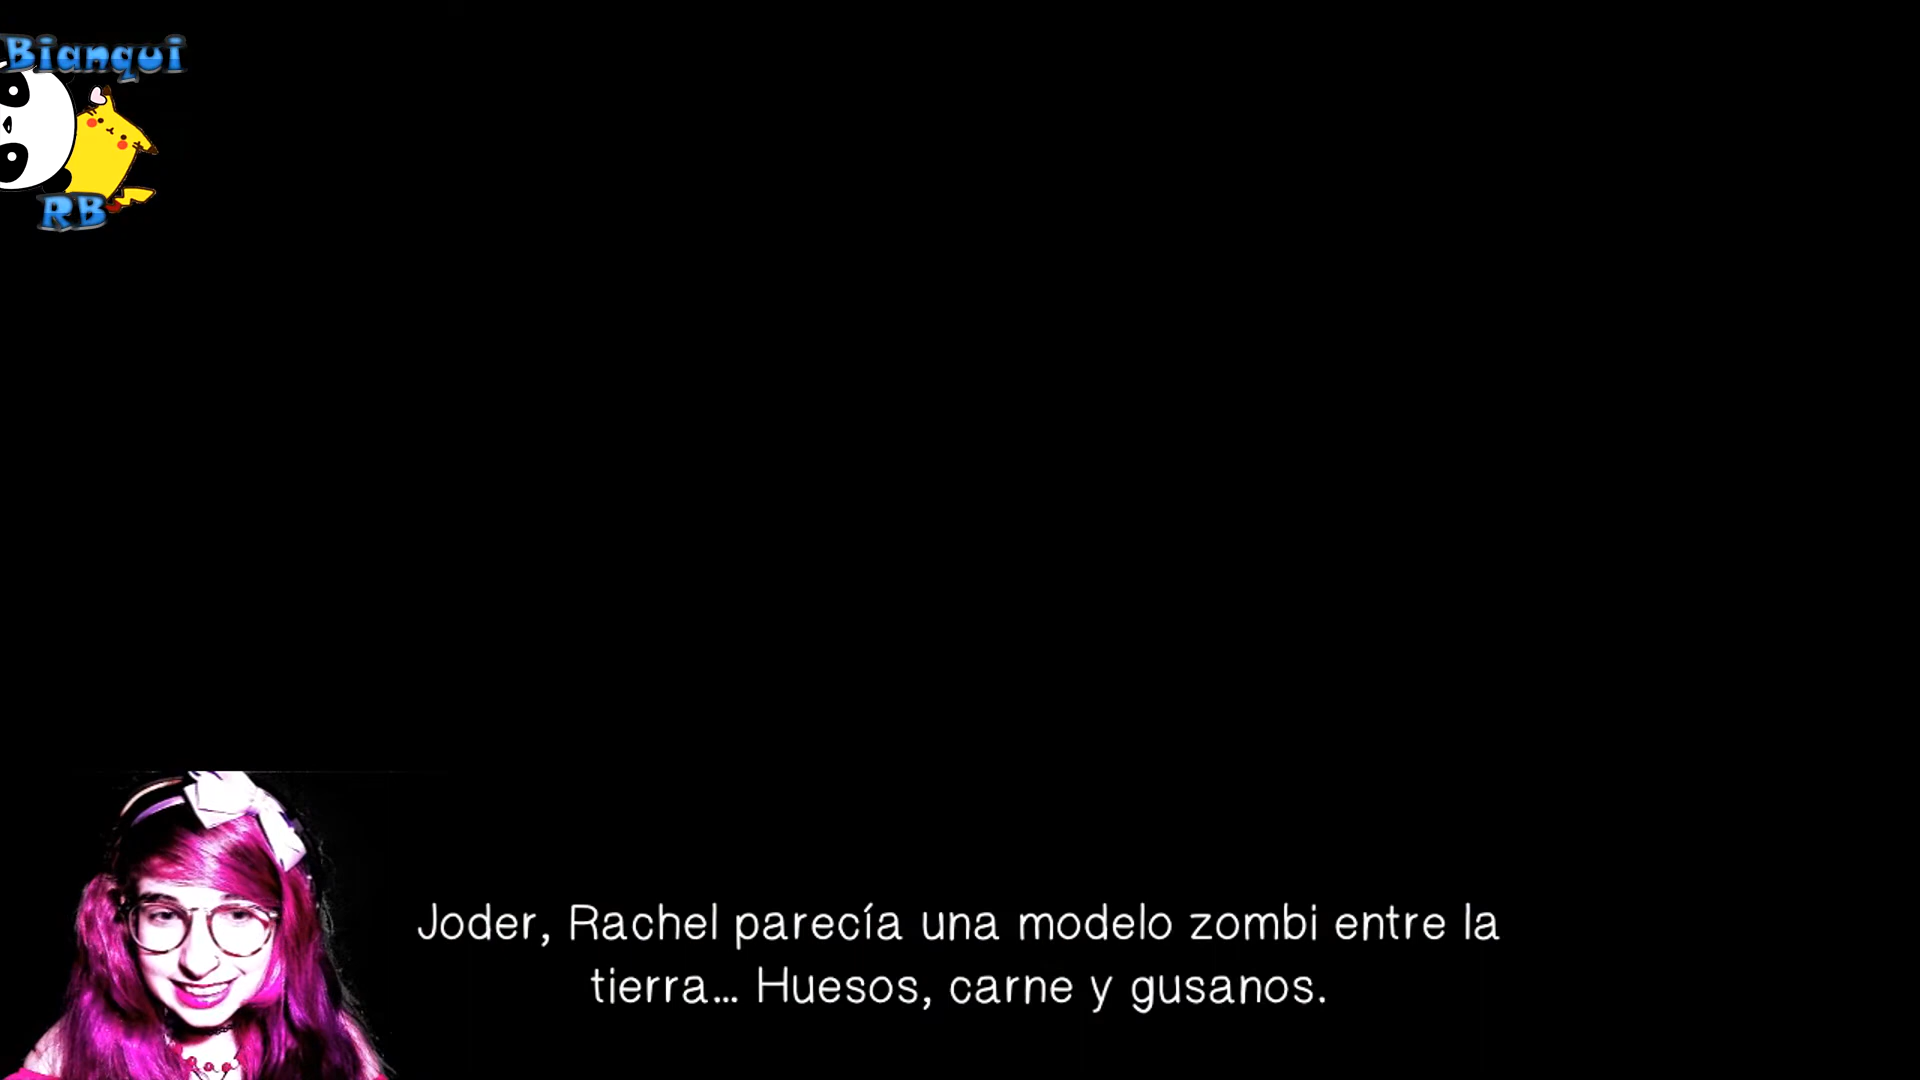 Bianqui
RB
Joder, Rachel parecía una modelo zombi entre la
tierra... Huesos, carne y gusanos.